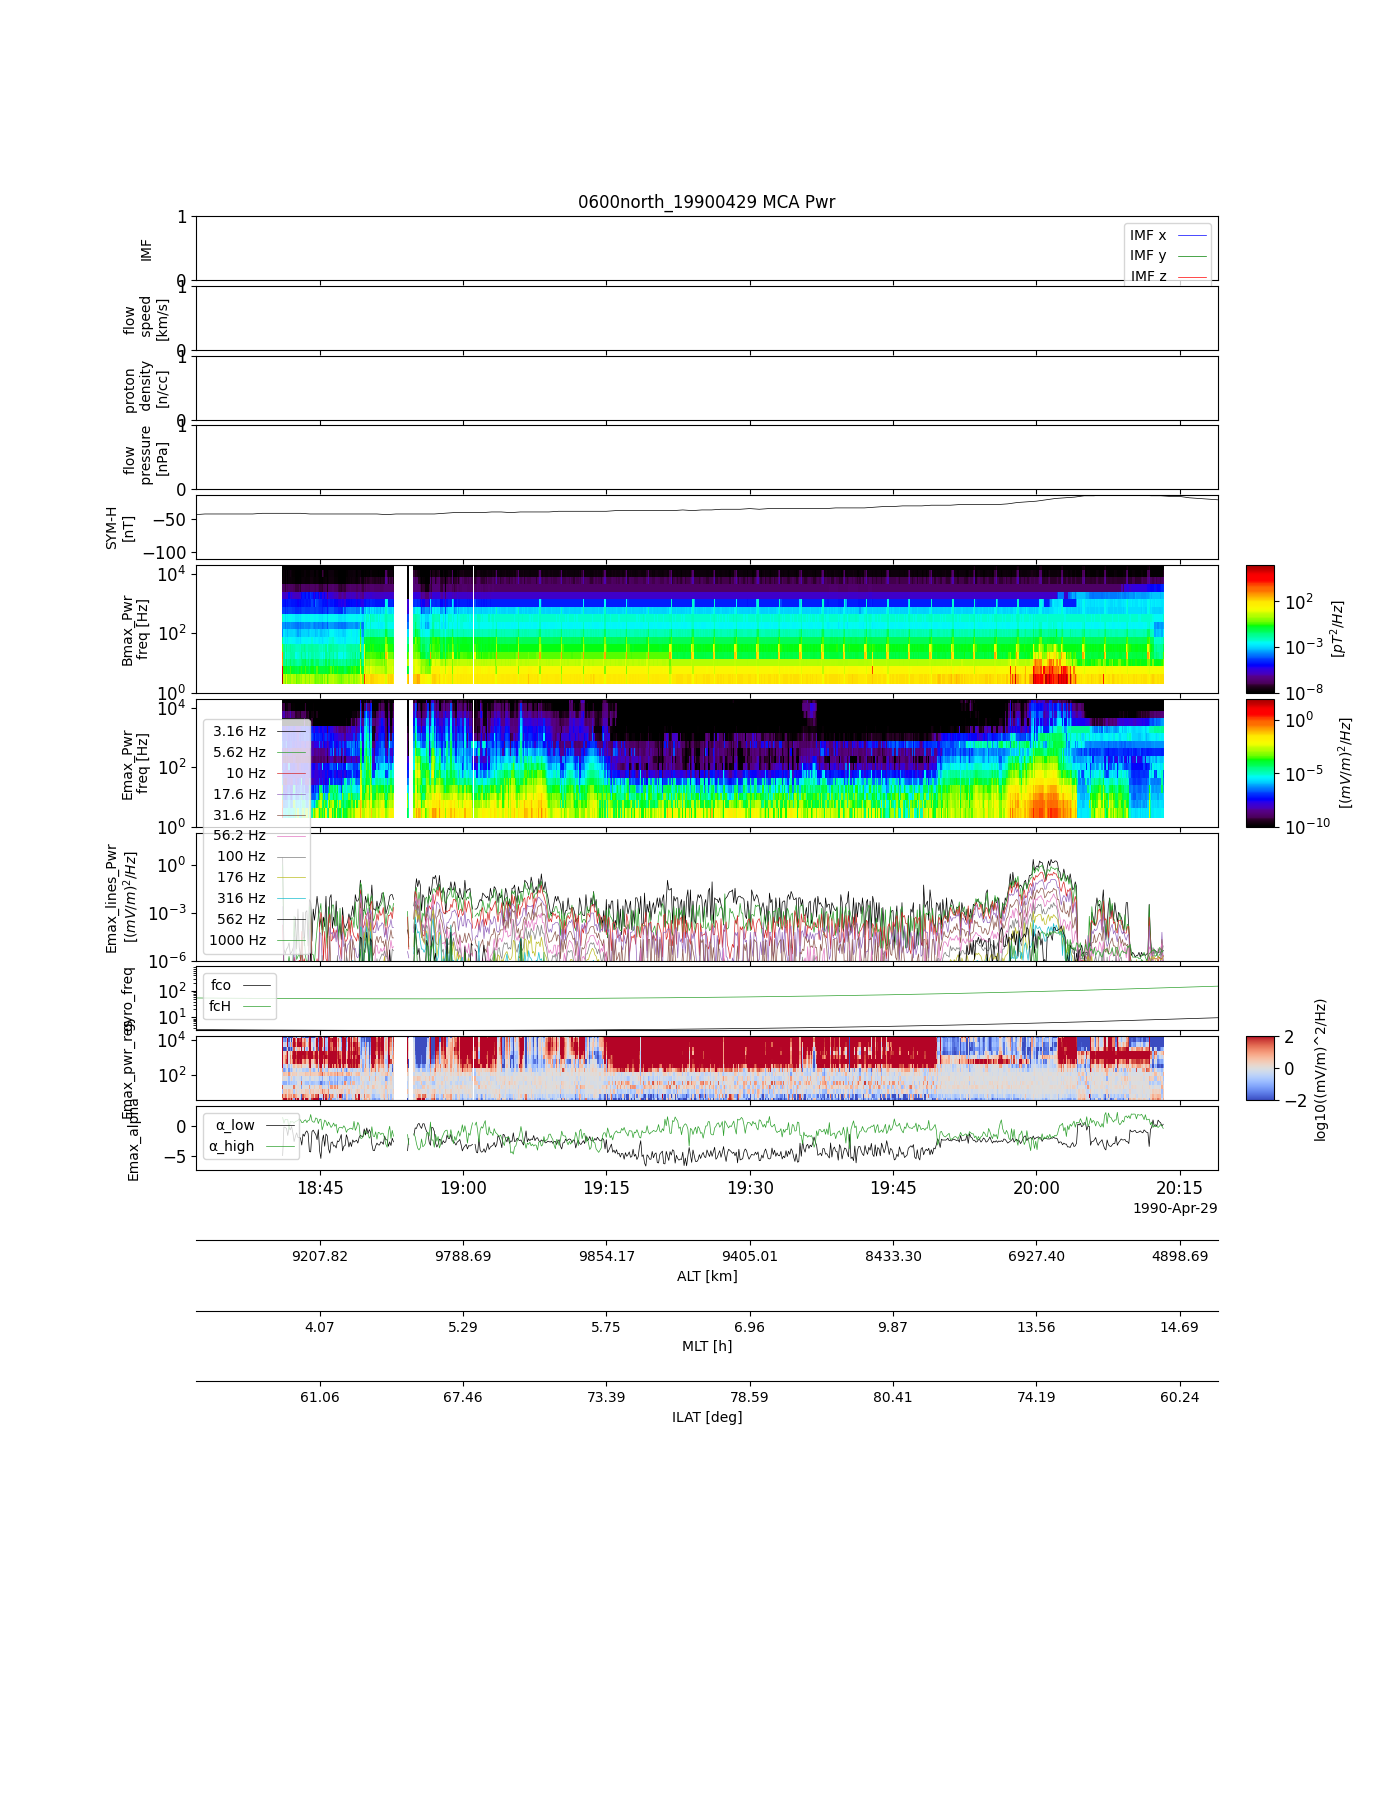 0600north_19900429 MCA Pwr
1
0
IMF
IMF x
IMF y
IMF z
1
0
flow
speed
[km/s]
1
0
proton
density
[n/cc]
1
0
flow
pressure
[nPa]
−50
−100
SYM-H
[nT]
10^4
10^2
10^0
Bmax_Pwr
freq [Hz]
10^2
10^−3
10^−8
[pT^2/Hz]
10^4
10^2
10^0
Emax_Pwr
freq [Hz]
10^0
10^−5
10^−10
[(mV/m)^2/Hz]
3.16 Hz
5.62 Hz
10 Hz
17.6 Hz
31.6 Hz
56.2 Hz
100 Hz
176 Hz
316 Hz
562 Hz
1000 Hz
10^0
10^−3
10^−6
Emax_lines_Pwr
[(mV/m)^2/Hz]
10^2
10^1
fco
fcH
10^4
10^2
2
0
−2
log10((mV/m)^2/Hz)
0
−5
Emax_alpha
α_low
α_high
18:45 19:00 19:15 19:30 19:45 20:00 20:15
1990-Apr-29
9207.82 9788.69 9854.17 9405.01 8433.30 6927.40 4898.69
ALT [km]
4.07 5.29 5.75 6.96 9.87 13.56 14.69
MLT [h]
61.06 67.46 73.39 78.59 80.41 74.19 60.24
ILAT [deg]